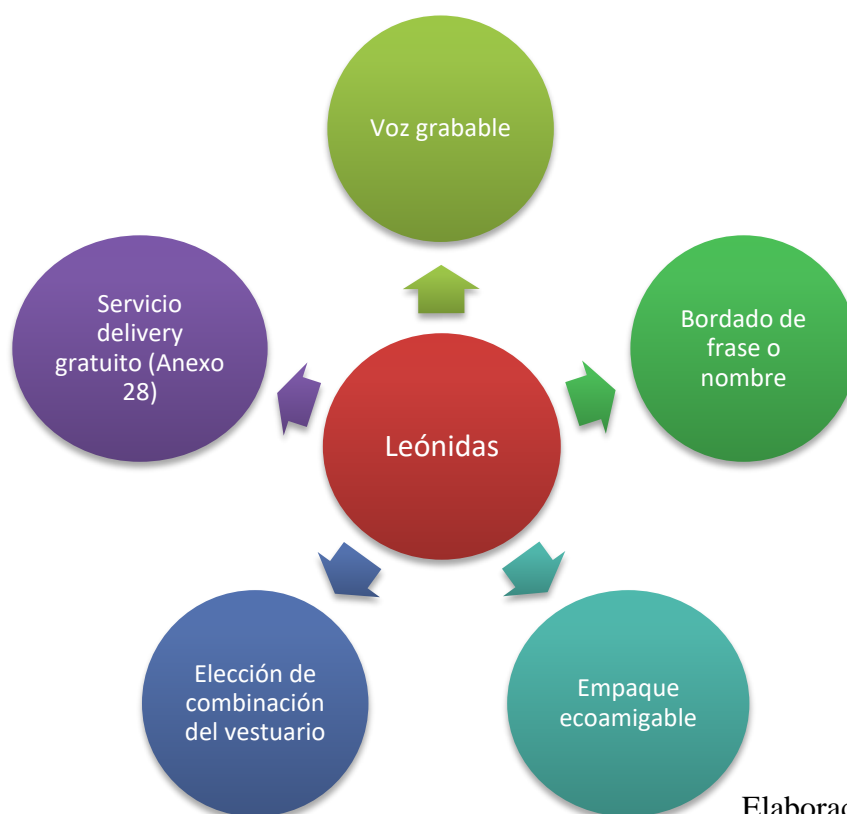 Voz grabable
Servicio
delivery
gratuito (Anexo
28)
Bordado de
frase o
nombre
Leónidas
Elección de
combinación
del vestuario
Empaque
ecoamigable
Elaborac